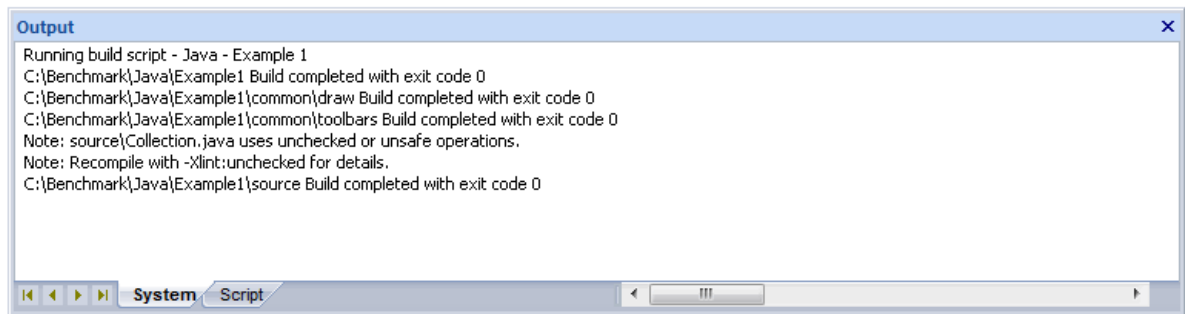 Output
Running build script - Java - Example 1
C:\Benchmark\Java\Example1 Build completed with exit code 0
C:\Benchmark\Java\Example1\common\draw Build completed with exit code 0
C:\Benchmark\Java\Example1\common\toolbars Build completed with exit code 0
Note: source\Collection.java uses unchecked or unsafe operations.
Note: Recompile with -Xlint:unchecked for details.
C:\Benchmark\Java\Example1\source Build completed with exit code 0
System Script